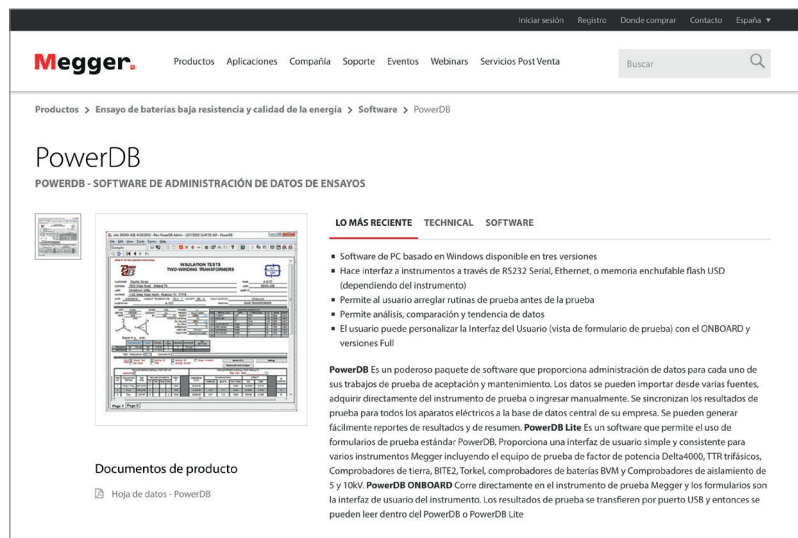 Iniciar sesión Registro Donde comprar Contacto España
Megger.
Productos Aplicaciones Compañía Soporte Eventos Webinars Servicios Post Venta
Buscar
Productos > Ensayo de baterías baja resistencia y calidad de la energía > Software > PowerDB
PowerDB
POWERDB - SOFTWARE DE ADMINISTRACIÓN DE DATOS DE ENSAYOS
INSULATION TESTS
TWO-WINDING TRANSFORMERS
Page 1 Page 2
Documentos de producto
Hoja de datos - PowerDB
LO MÁS RECIENTE TECHNICAL SOFTWARE
Software de PC basado en Windows disponible en tres versiones
Hace interfaz a instrumentos a través de RS232 Serial, Ethernet, o memoria enchufable flash USD
(dependiendo del instrumento)
Permite al usuario arreglar rutinas de prueba antes de la prueba
Permite análisis, comparación y tendencia de datos
El usuario puede personalizar la Interfaz del Usuario (vista de formulario de prueba) con el ONBOARD y
versiones Full
PowerDB Es un poderoso paquete de software que proporciona administración de datos para cada uno de
sus trabajos de prueba de aceptación y mantenimiento. Los datos se pueden importar desde varias fuentes,
adquirir directamente del instrumento de prueba o ingresar manualmente. Se sincronizan los resultados de
prueba para todos los aparatos eléctricos a la base de datos central de su empresa. Se pueden generar
fácilmente reportes de resultados y de resumen. PowerDB Lite Es un software que permite el uso de
formularios de prueba estándar PowerDB. Proporciona una interfaz de usuario simple y consistente para
varios instrumentos Megger incluyendo el equipo de prueba de factor de potencia Delta4000, TTR trifásicos,
Comprobadores de tierra, BITE2, Torkel, comprobadores de baterías BVM y Comprobadores de aislamiento de
5 y 10kV. PowerDB ONBOARD Corre directamente en el instrumento de prueba Megger y los formularios son
la interfaz de usuario del instrumento. Los resultados de prueba se transfieren por puerto USB y entonces se
pueden leer dentro del PowerDB o PowerDB Lite